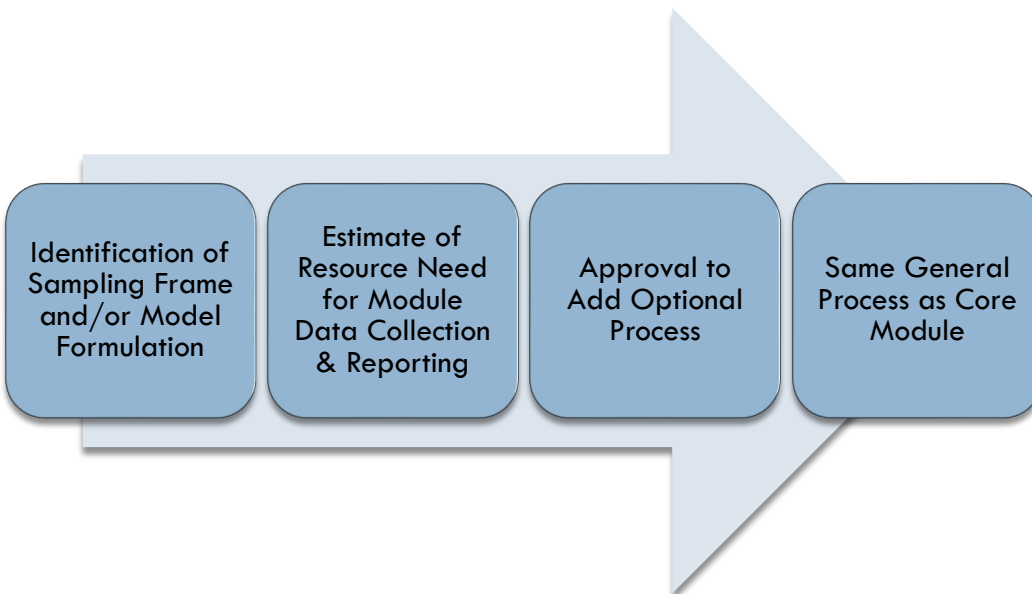 Identification of
Sampling Frame
and/or Model
Formulation
Estimate of
Resource Need
for Module
Data Collection
& Reporting
Approval to
Add Optional
Process
Same General
Process as Core
Module